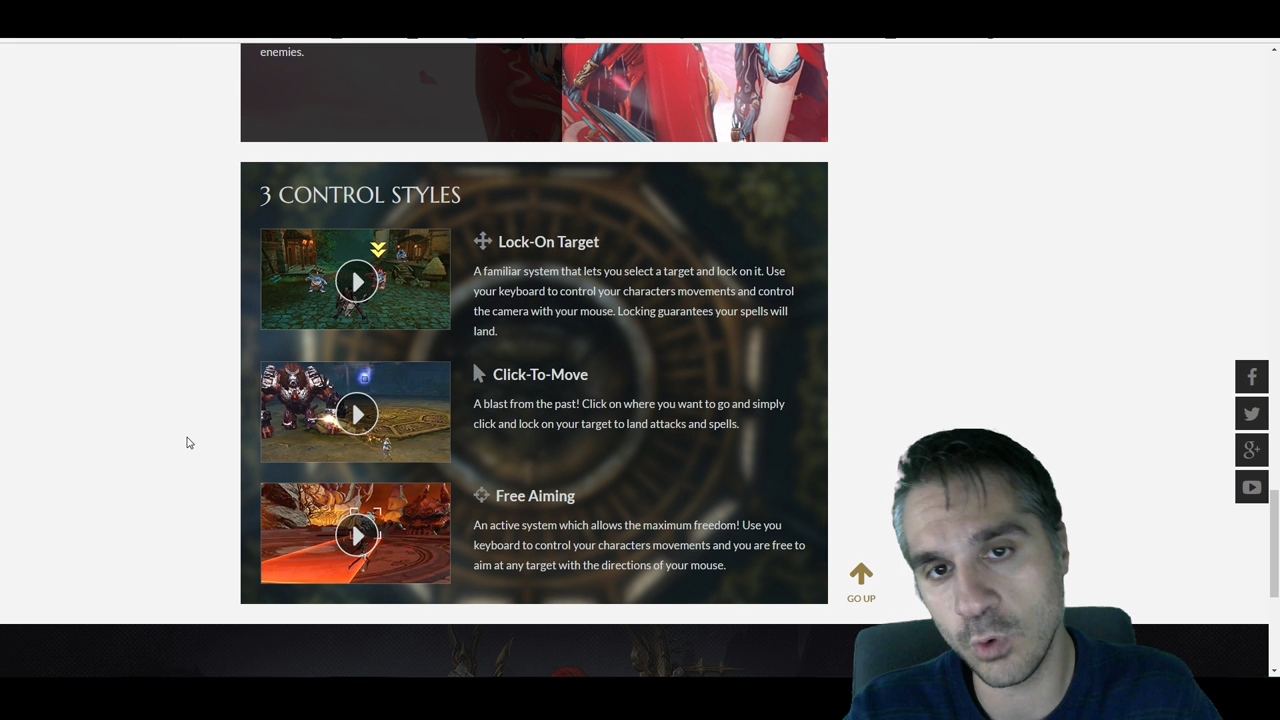 enemies.
3 CONTROL STYLES
Lock-On Target
A familiar system that lets you select a target and lock on it. Use
your keyboard to control your characters movements and control
the camera with your mouse. Locking guarantees your spells will
land.
Click-To-Move
A blast from the past! Click on where you want to go and simply
click and lock on your target to land attacks and spells.
Free Aiming
An active system which allows the maximum freedom! Use you
keyboard to control your characters movements and you are free to
aim at any target with the directions of your mouse.
GO UP